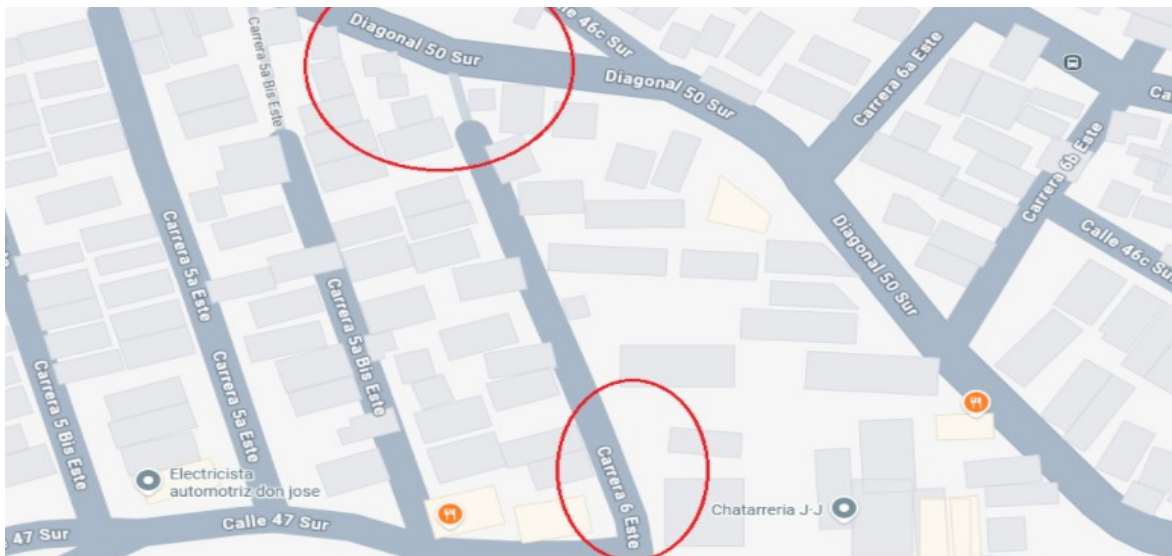 Diagonal 50 Sur
Calle 46c Sur
Carrera 5a Bis Este
Diagonal 50 Sur
Carrera 6a Este
Carrera 6b Este
Carrera 5a Este
Diagonal 50 Sur
Calle 46c Su
Carrera 5a Bis Este
Carrera 5 Bis Este
Carrera 5a Este
Carrera 6 Este
Electricista
automotriz don jose
Chatarreria J-J
Calle 47 Sur
47 Sur